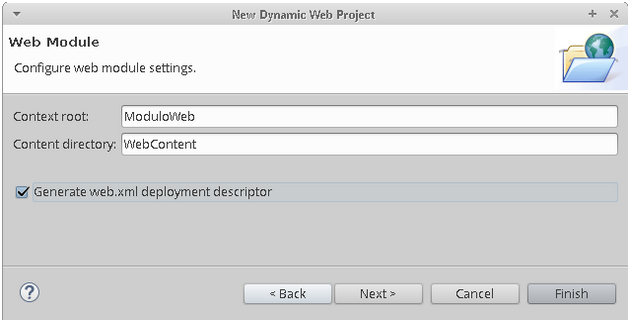 New Dynamic Web Project
Web Module
Configure web module settings.
Context root: ModuloWeb
Content directory: WebContent
Generate web.xml deployment descriptor
? < Back Next > Cancel Finish